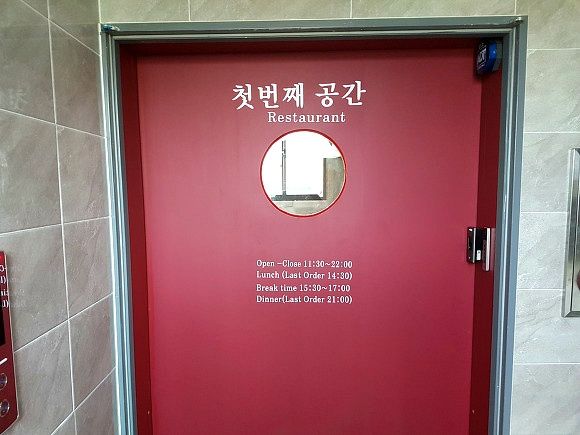 첫번째 공간
Restaurant
Open -Close 11:30~22:00
Lunch (Last Order 14:30)
Break time 15:30~17:00
Dinner(Last Order 21:00)